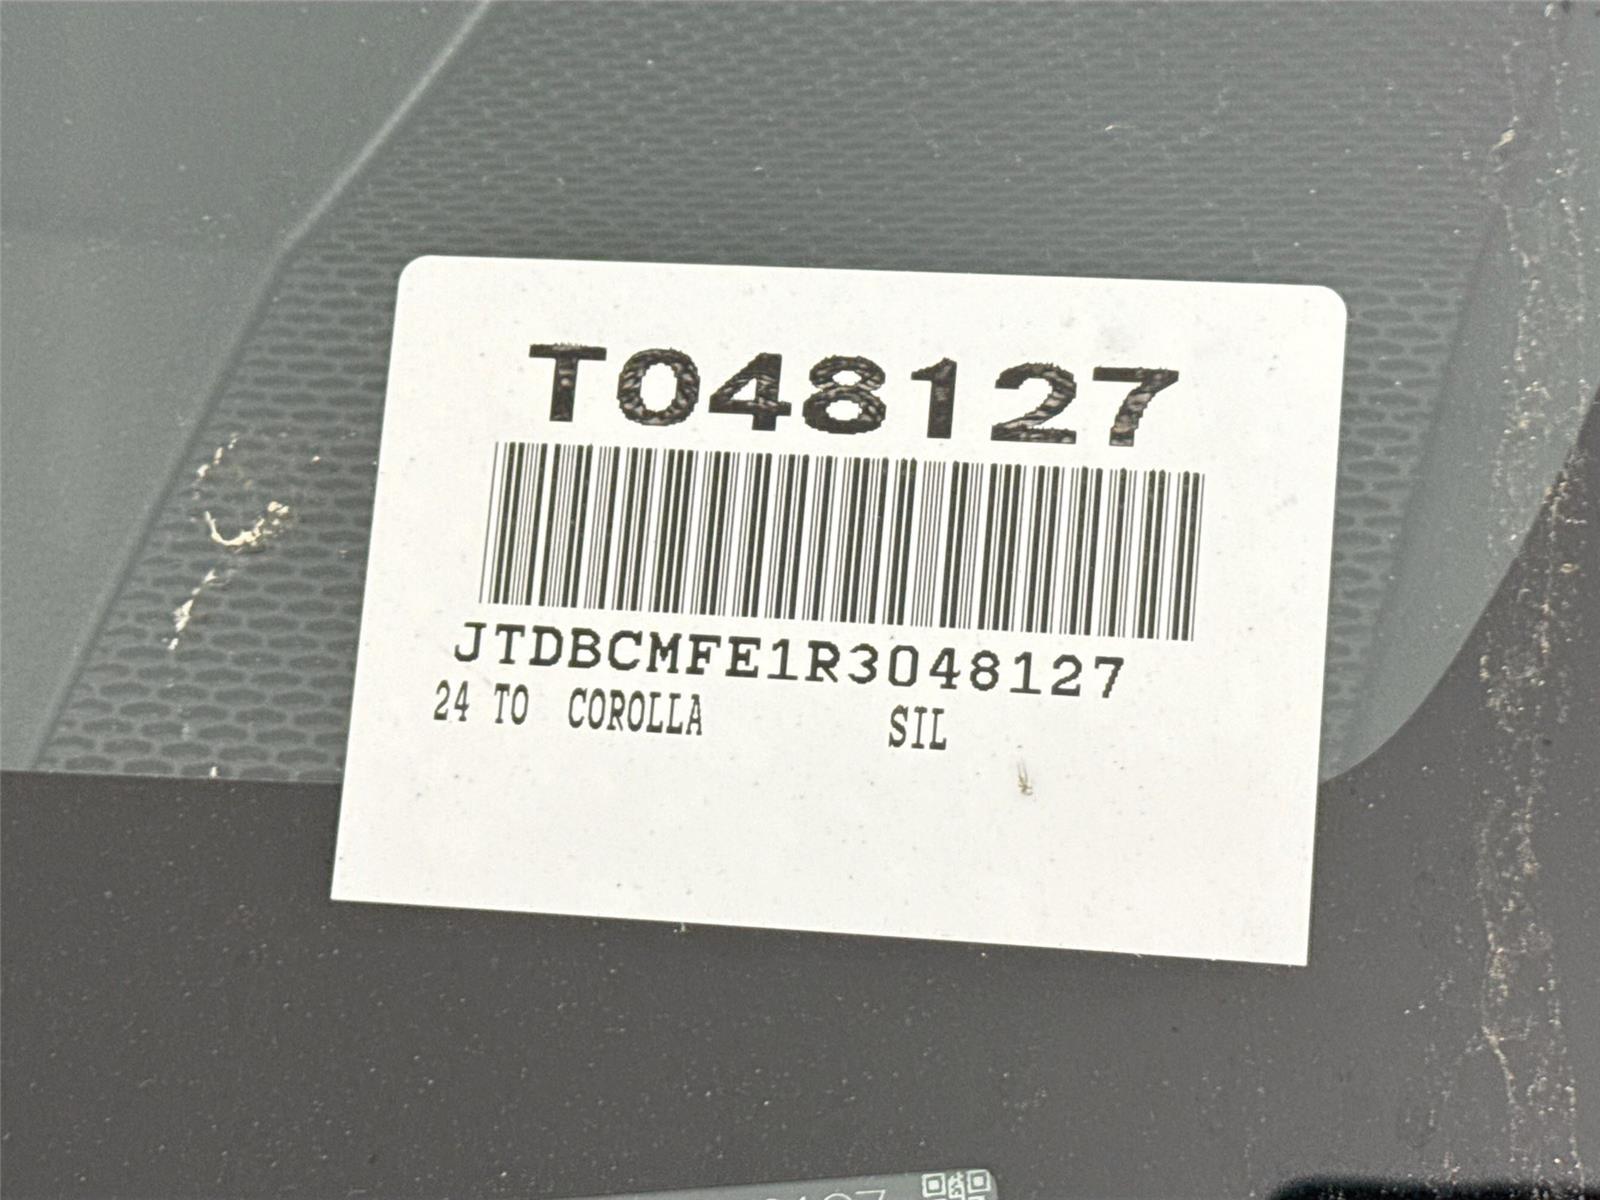 T048127
JTDBCMFE1R3048127
24 TO COROLLA SIL